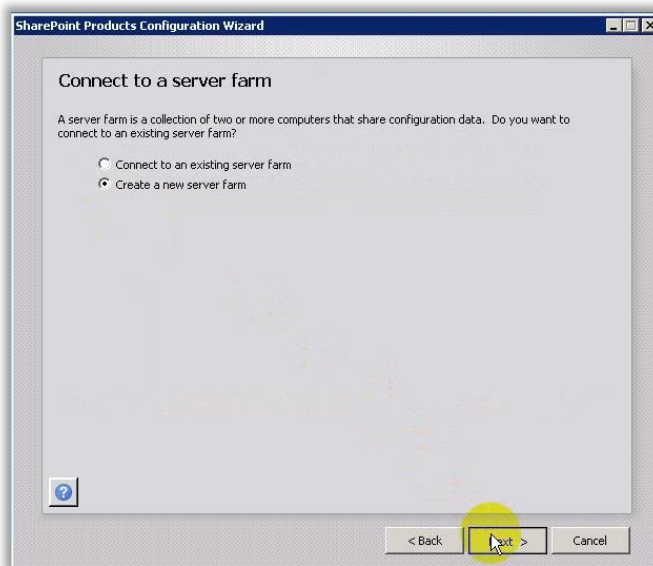 SharePoint Products Configuration Wizard
Connect to a server farm
A server farm is a collection of two or more computers that share configuration data. Do you want to
connect to an existing server farm?
Connect to an existing server farm
Create a new server farm
?
< Back
Next >
Cancel